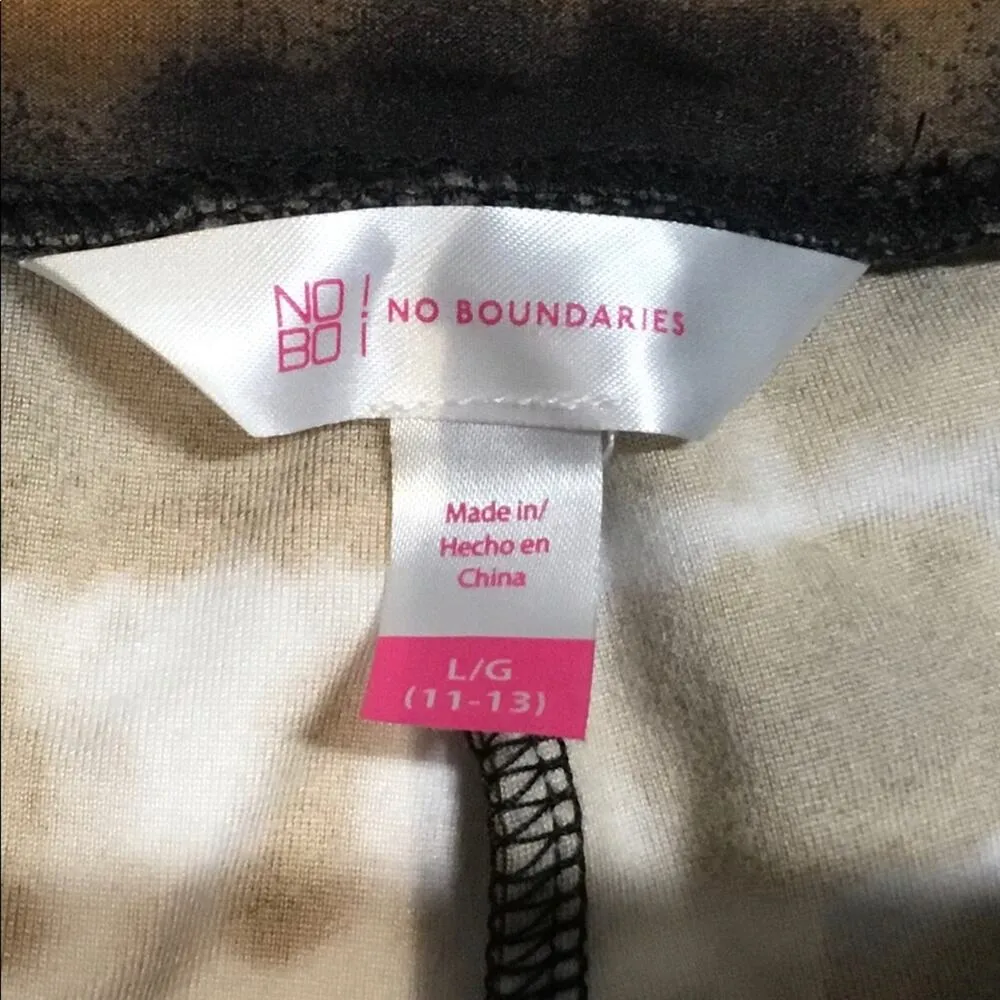 NO
BO
NO BOUNDARIES
Made in/
Hecho en
China
L/G
(11-13)